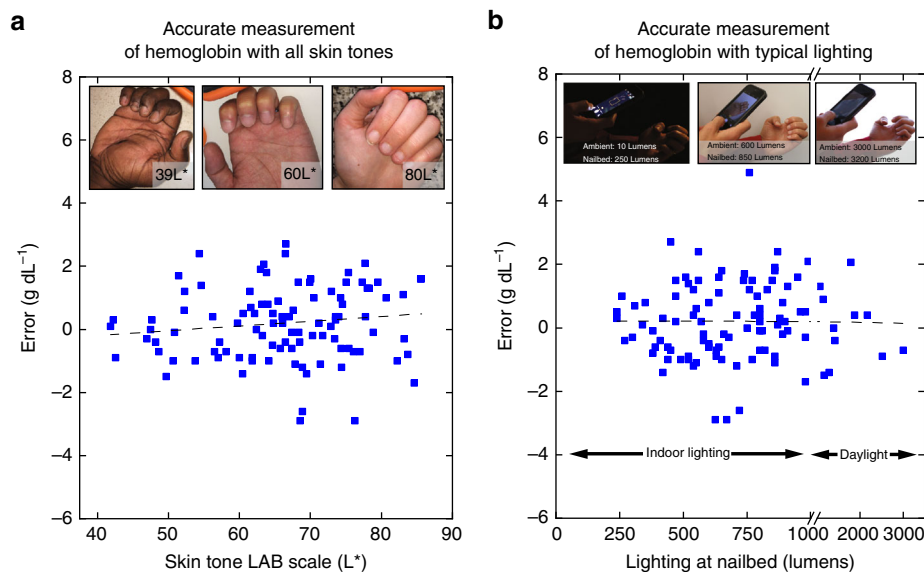 a
Accurate measurement
of hemoglobin with all skin tones
8
6
4
2
0
−2
−4
−6
Error (g dL⁻¹)
39L*
60L*
80L*
40 50 60 70 80 90
Skin tone LAB scale (L*)
b
Accurate measurement
of hemoglobin with typical lighting
8
6
4
2
0
−2
−4
−6
Error (g dL⁻¹)
Ambient: 10 Lumens
Nailbed: 250 Lumens
Ambient: 600 Lumens
Nailbed: 850 Lumens
Ambient: 3000 Lumens
Nailbed: 3200 Lumens
Indoor lighting
Daylight
0 250 500 750 1000 2000 3000
Lighting at nailbed (lumens)